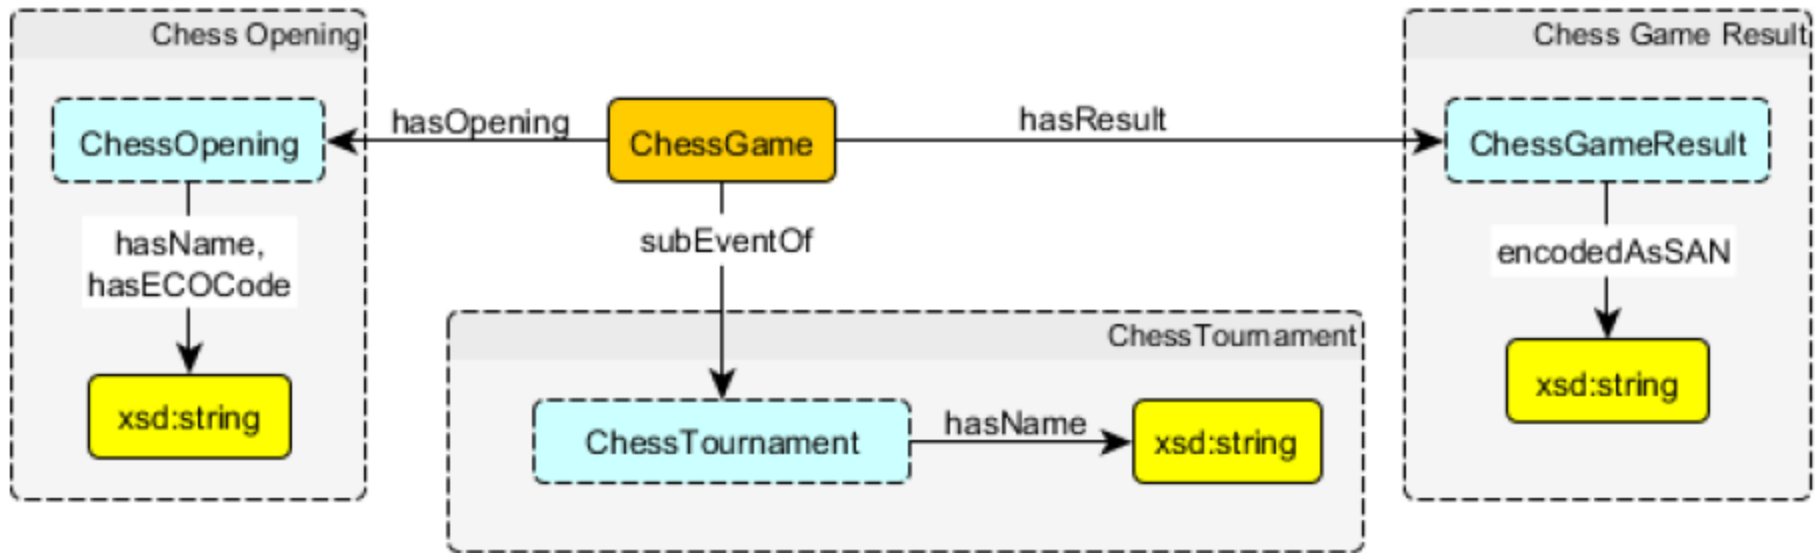 Chess Opening
Chess Game Result
ChessOpening
hasOpening
ChessGame
hasResult
ChessGameResult
hasName,
hasECOCode
subEventOf
encodedAsSAN
ChessTournament
xsd:string
xsd:string
ChessTournament
hasName
xsd:string